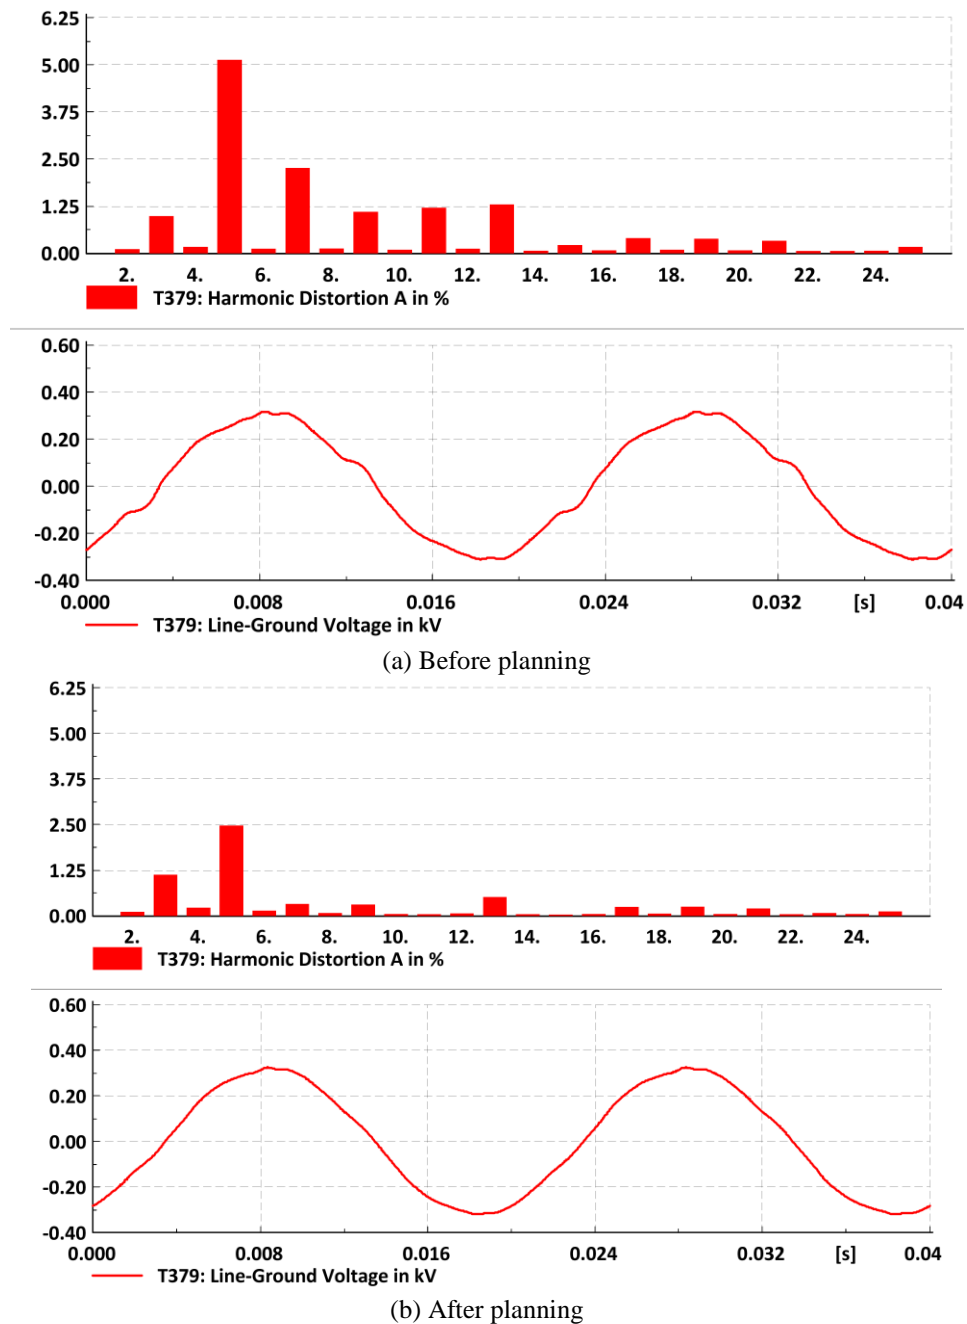 6.25
5.00
3.75
2.50
1.25
0.00
2. 4. 6. 8. 10. 12. 14. 16. 18. 20. 22. 24.
T379: Harmonic Distortion A in %
0.60
0.40
0.20
0.00
-0.20
-0.40
0.000 0.008 0.016 0.024 0.032 [s] 0.04
T379: Line-Ground Voltage in kV
(a) Before planning
6.25
5.00
3.75
2.50
1.25
0.00
2. 4. 6. 8. 10. 12. 14. 16. 18. 20. 22. 24.
T379: Harmonic Distortion A in %
0.60
0.40
0.20
0.00
-0.20
-0.40
0.000 0.008 0.016 0.024 0.032 [s] 0.04
T379: Line-Ground Voltage in kV
(b) After planning